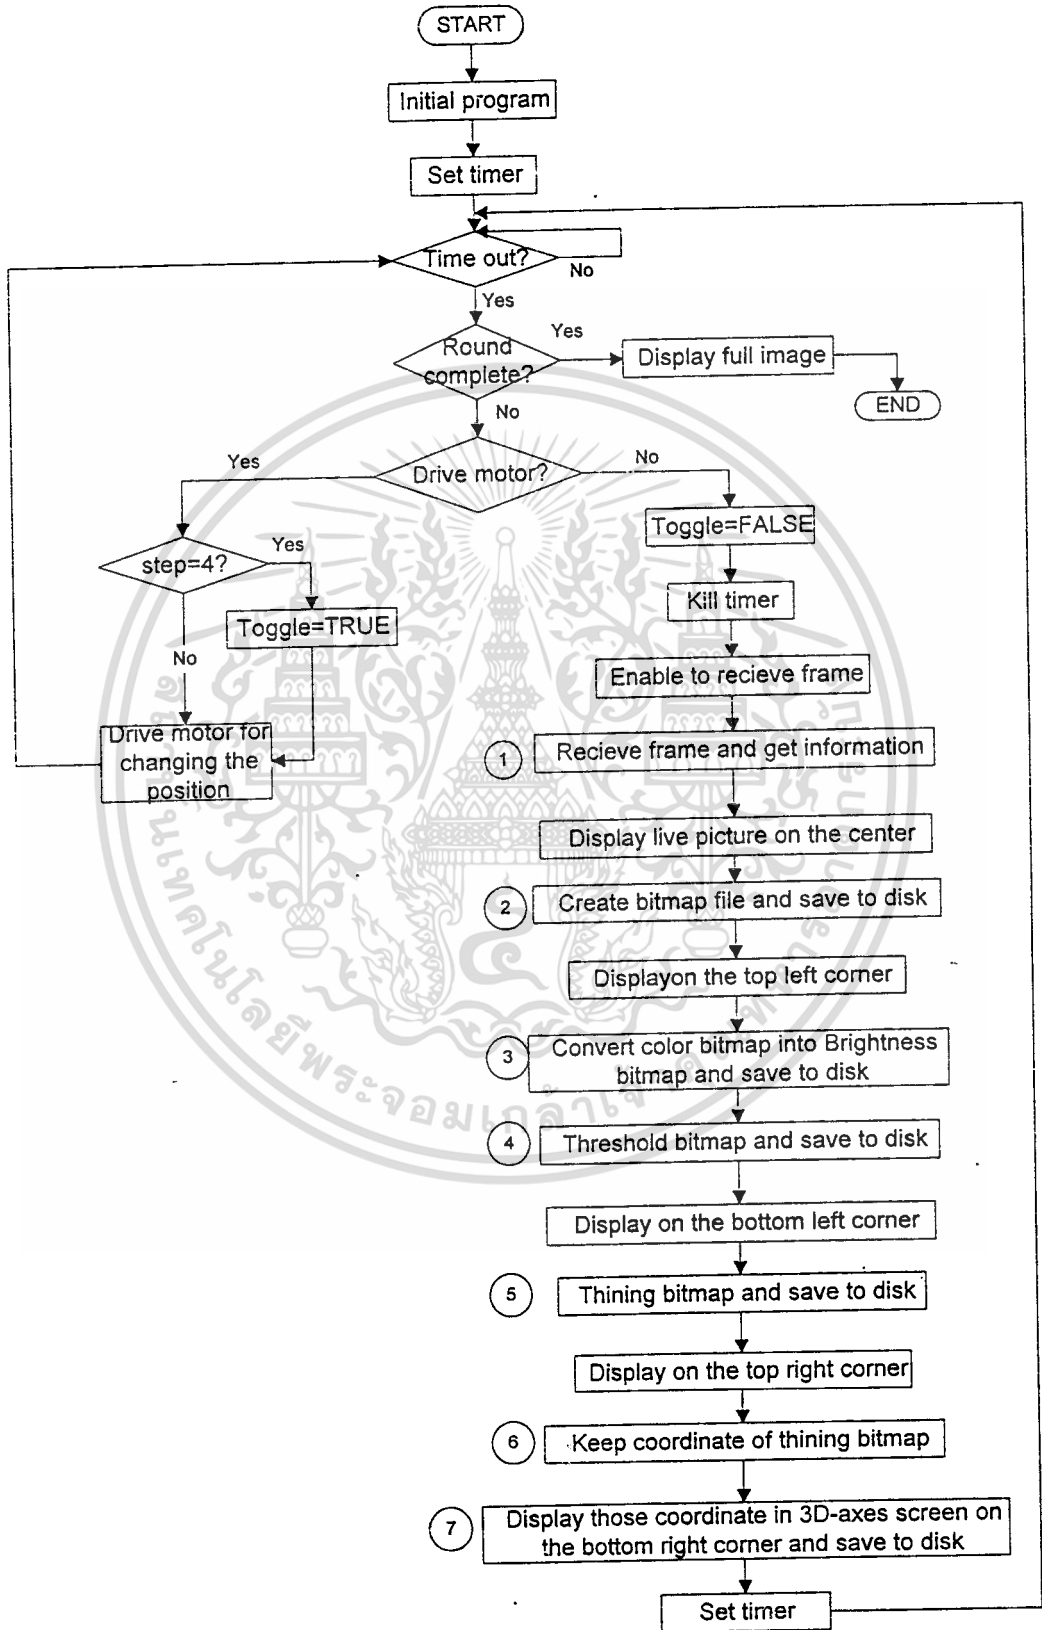 START
Initial program
Set timer
Time out?
No
Yes
Round
complete?
Yes
Display full image
END
No
Drive motor?
Yes
No
step=4?
Yes
Toggle=TRUE
No
Drive motor for
changing the
position
Toggle=FALSE
Kill timer
Enable to recieve frame
1
Recieve frame and get information
Display live picture on the center
2
Create bitmap file and save to disk
Displayon the top left corner
3
Convert color bitmap into Brightness
bitmap and save to disk
4
Threshold bitmap and save to disk
Display on the bottom left corner
5
Thining bitmap and save to disk
Display on the top right corner
6
Keep coordinate of thining bitmap
7
Display those coordinate in 3D-axes screen on
the bottom right corner and save to disk
Set timer